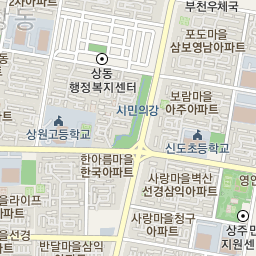 2차아파트
부천우체국
동
포도마을
삼보영남아파트
상동
행정복지센터
시민의강
보람마을
아주아파트
상원고등학교
신도초등학교
한아름마을
한국아파트
사랑마을벽산
선경삼익아파트
영안
마을라이프
아파트
사랑마을청구
아파트
상주민
지원센
마을선경
반달마을삼익